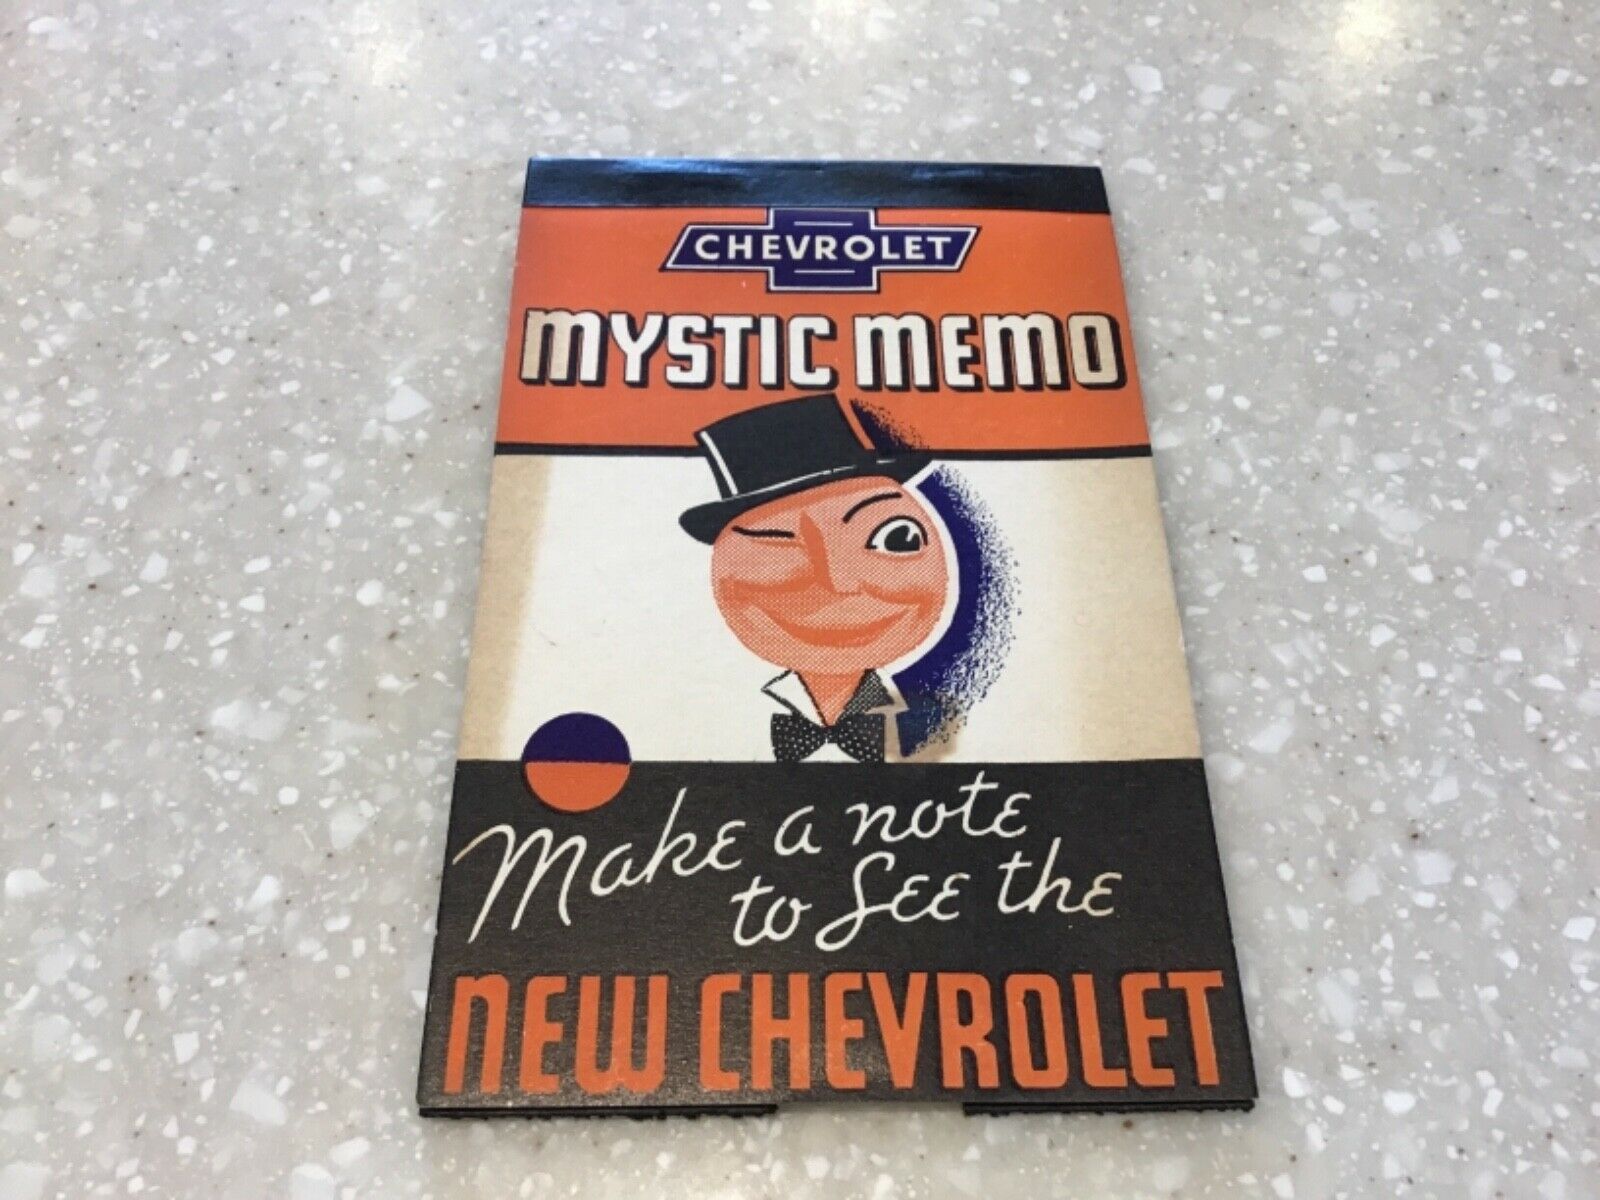 CHEVROLET
MYSTIC MEMO
Make a note
to See the
NEW CHEVROLET